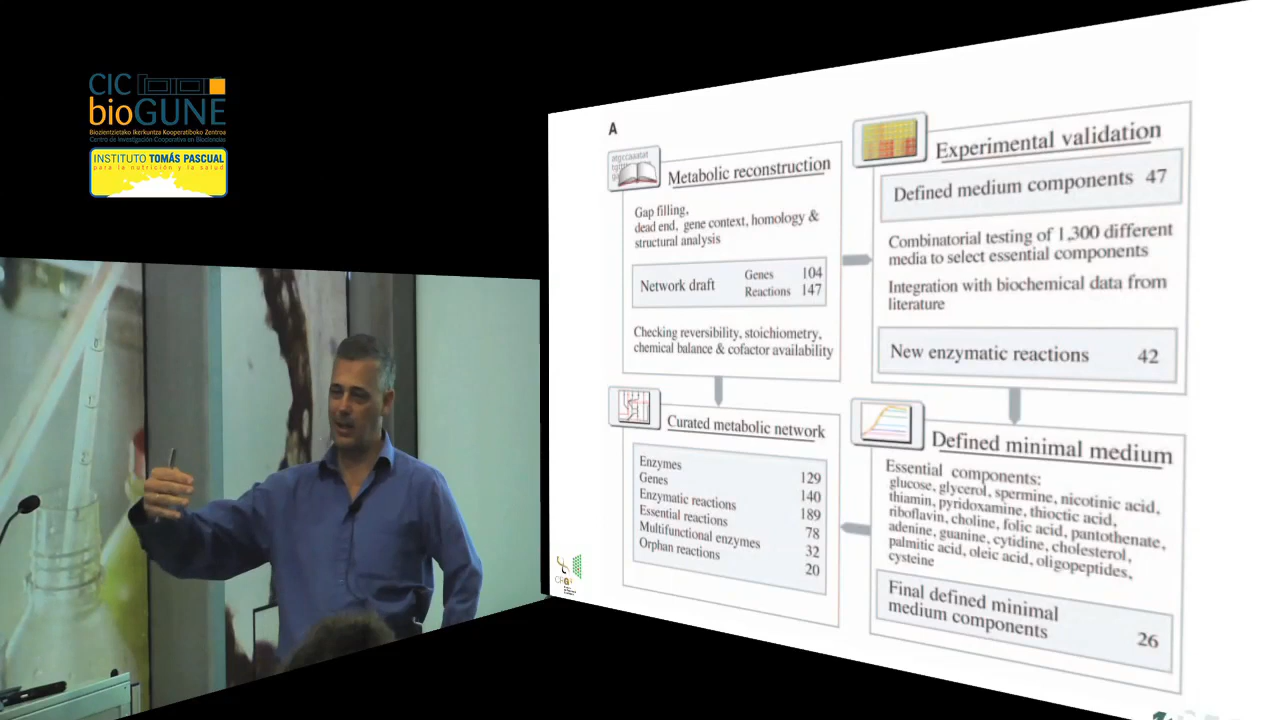 CIC
bioGUNE
Biozientzietako Ikerkuntza Kooperatiboko Zentroa
Centro de Investigación Cooperativa en Biociencias
INSTITUTO TOMÁS PASCUAL
para la nutrición y la salud
A
atgccaaatat
Metabolic reconstruction
Gap filling,
dead end, gene context, homology &
structural analysis
Network draft
Genes 104
Reactions 147
Checking reversibility, stoichiometry,
chemical balance & cofactor availability
Experimental validation
Defined medium components 47
Combinatorial testing of 1,300 different
media to select essential components
Integration with biochemical data from
literature
New enzymatic reactions 42
Curated metabolic network
Enzymes 129
Genes 140
Enzymatic reactions 189
Essential reactions 78
Multifunctional enzymes 32
Orphan reactions 20
Defined minimal medium
Essential components:
glucose, glycerol, spermine, nicotinic acid,
thiamin, pyridoxamine, thioctic acid,
riboflavin, choline, folic acid, pantothenate,
adenine, guanine, cytidine, cholesterol,
palmitic acid, oleic acid, oligopeptides,
cysteine
Final defined minimal
medium components 26
CRG